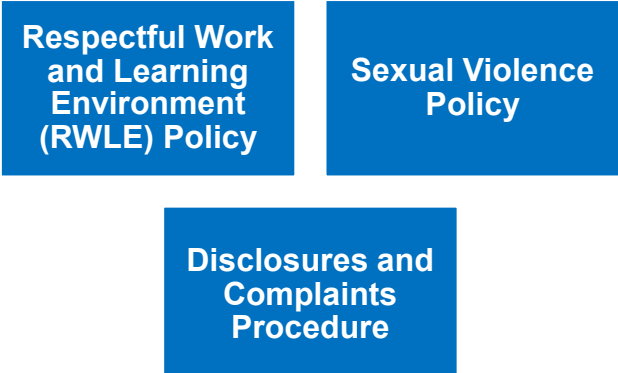 Respectful Work
and Learning
Environment
(RWLE) Policy
Sexual Violence
Policy
Disclosures and
Complaints
Procedure